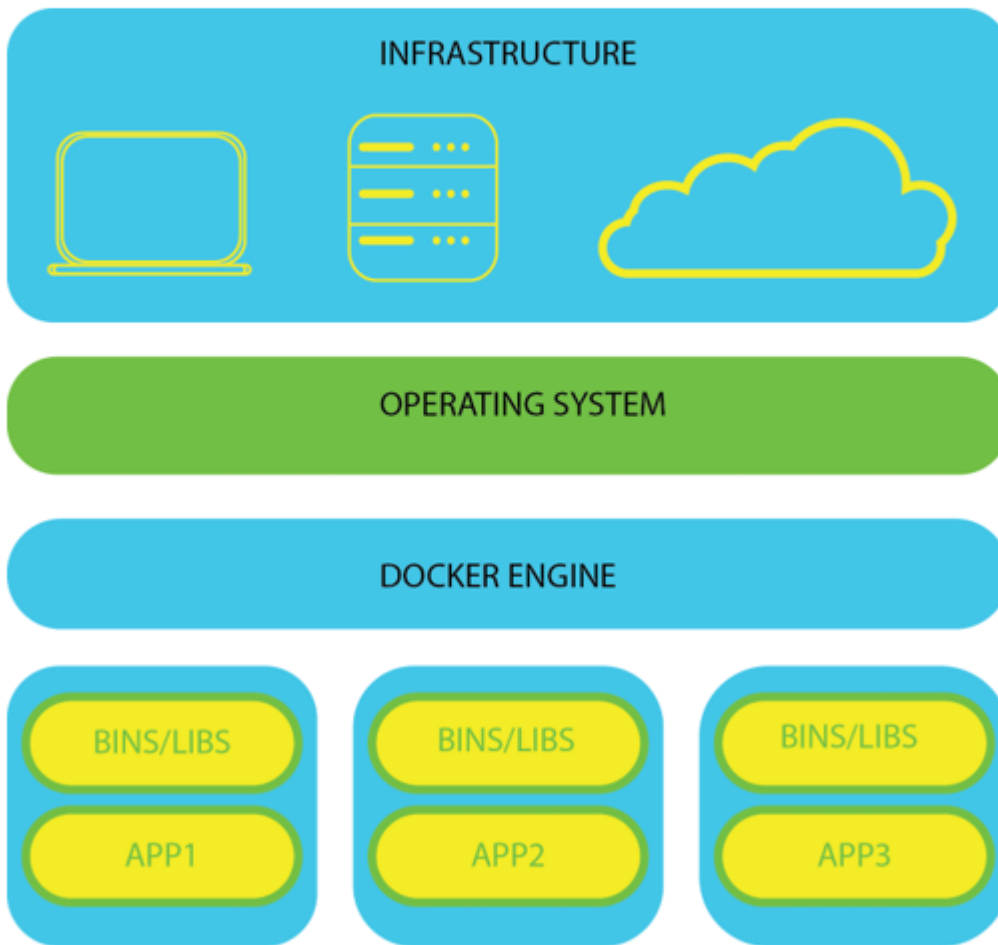 INFRASTRUCTURE
OPERATING SYSTEM
DOCKER ENGINE
BINS/LIBS
APP1
BINS/LIBS
APP2
BINS/LIBS
APP3